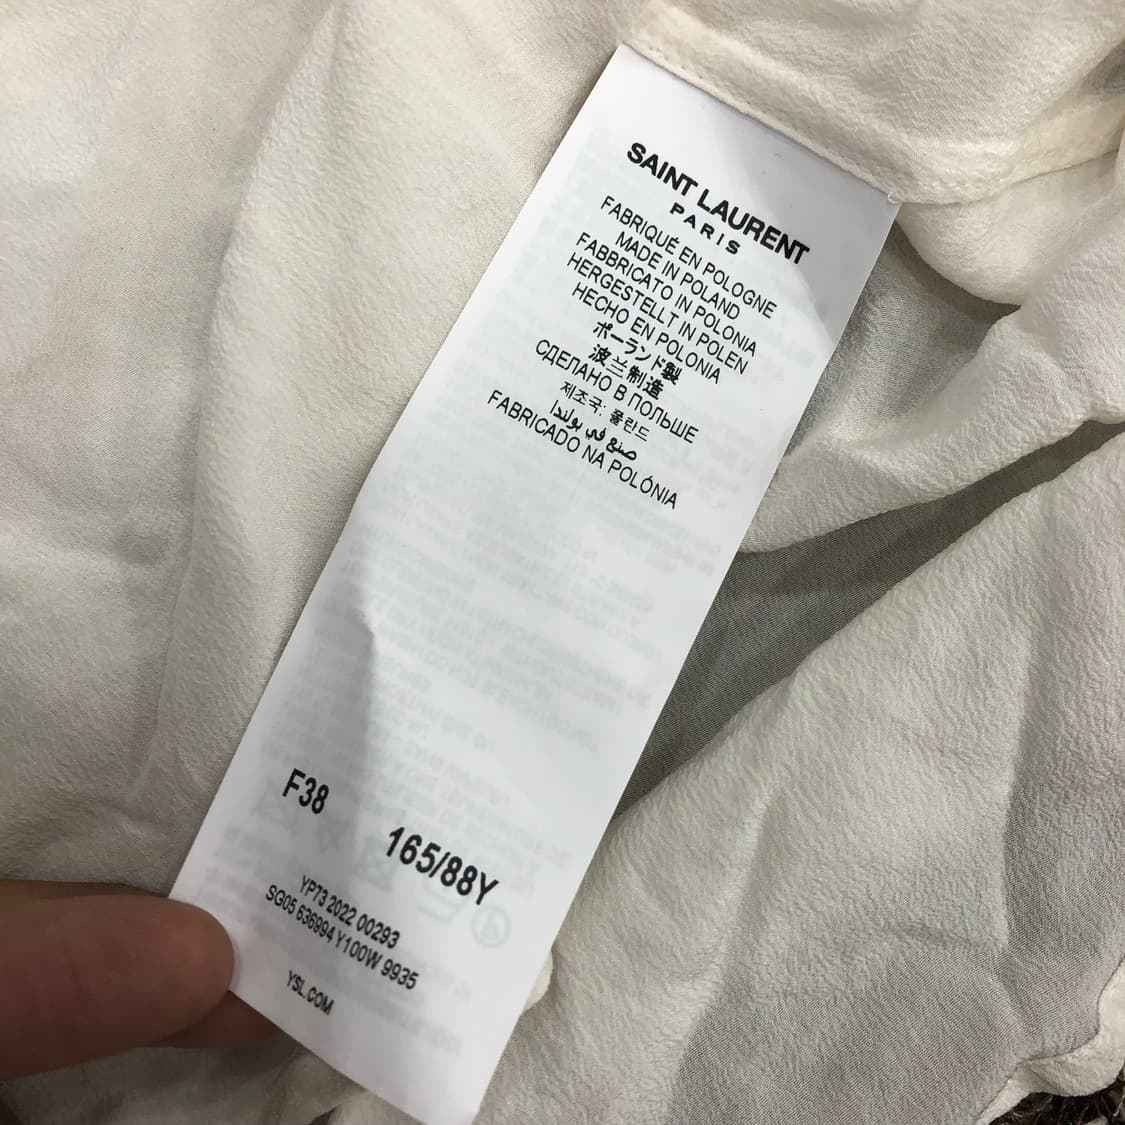 SAINT LAURENT
PARIS
FABRIQUÉ EN POLOGNE
MADE IN POLAND
FABBRICATO IN POLONIA
HERGESTELLT IN POLEN
HECHO EN POLONIA
ポーランド製
波兰制造
СДЕЛАНО В ПОЛЬШЕ
제조국: 폴란드
صنع في بولندا
FABRICADO NA POLÓNIA
F38
165/88Y
YP73 2022 00293
SG05 636994 Y100W 9935
YSL.COM